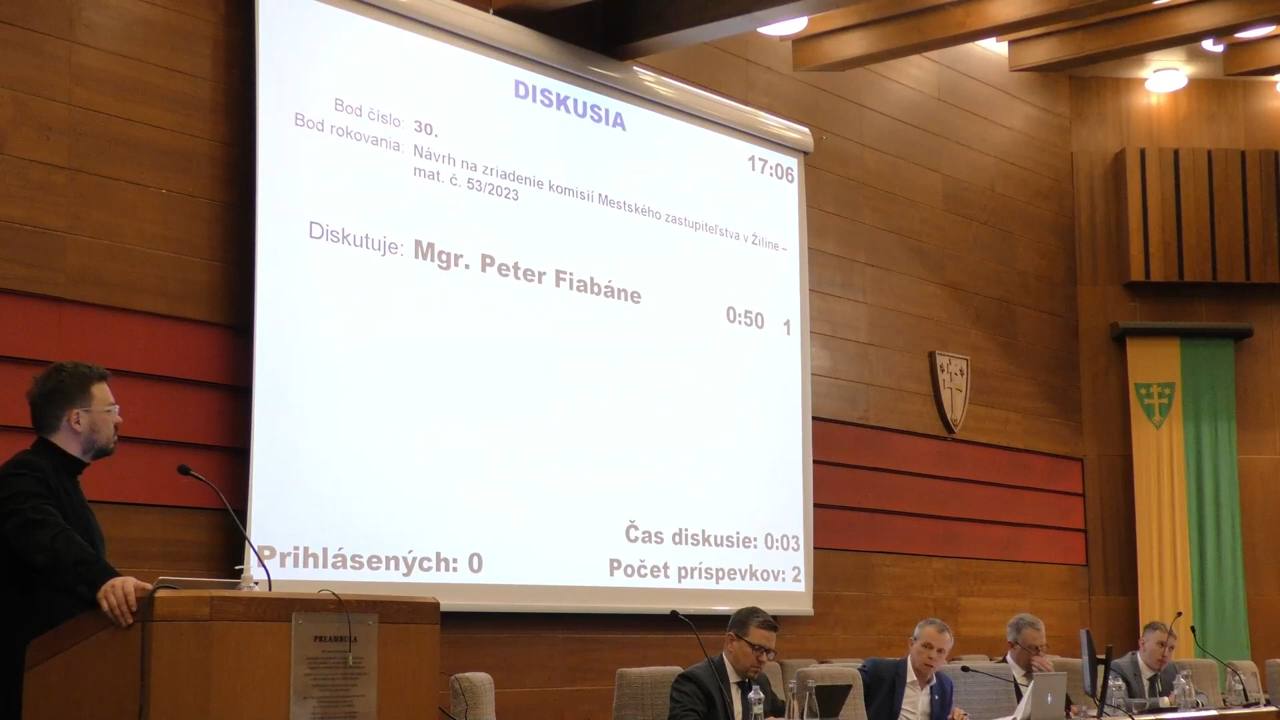 DISKUSIA
17:06
Bod číslo: 30.
Bod rokovania: Návrh na zriadenie komisií Mestského zastupiteľstva v Žiline –
mat. č. 53/2023
Diskutuje: Mgr. Peter Fiabáne
0:50 1
Čas diskusie: 0:03
Prihlásených: 0
Počet príspevkov: 2
PREAMBULA